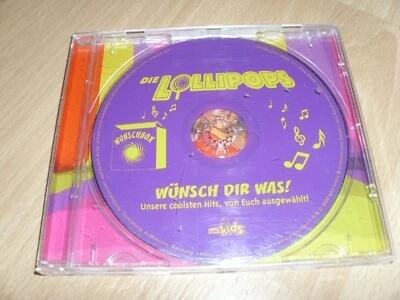 DIE
LOLLIPOPS
WUNSCHBOX
WÜNSCH DIR WAS!
Unsere coolsten Hits, von Euch ausgewählt!
kids